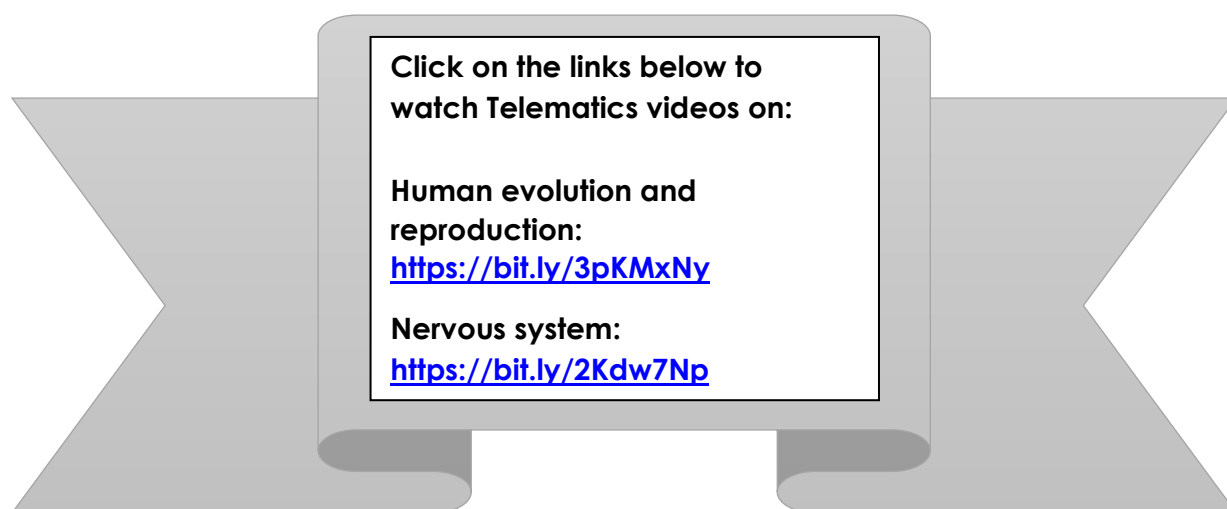 Click on the links below to
watch Telematics videos on:
Human evolution and
reproduction:
https://bit.ly/3pKMxNy
Nervous system:
https://bit.ly/2Kdw7Np